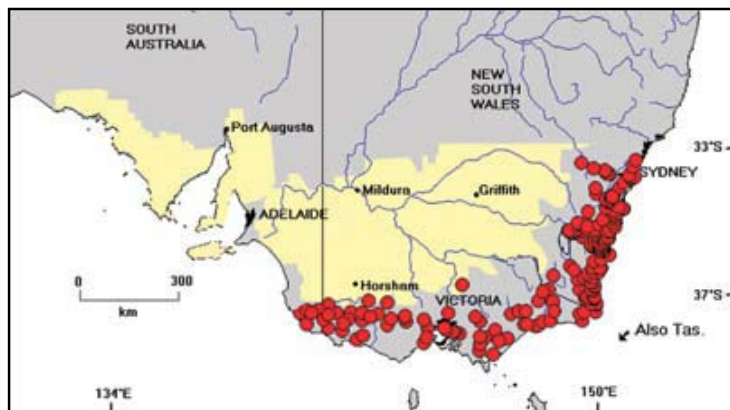 SOUTH
AUSTRALIA
NEW
SOUTH
WALES
Port Augusta
33°S
SYDNEY
Mildura
Griffith
ADELAIDE
0 300
km
Horsham
VICTORIA
37°S
Also Tas.
134°E
150°E